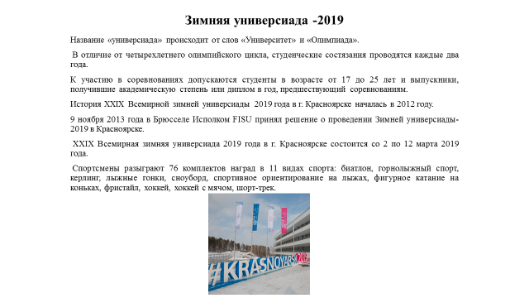 Зимняя универсиада -2019
Название «универсиада» происходит от слов «Университет» и «Олимпиада».
В отличие от четырехлетнего олимпийского цикла, студенческие состязания проводятся каждые два
года.
К участию в соревнованиях допускаются студенты в возрасте от 17 до 25 лет и выпускники,
получившие академическую степень или диплом в год, предшествующий соревнованиям.
История XXIX Всемирной зимней универсиады 2019 года в г. Красноярске началась в 2012 году.
9 ноября 2013 года в Брюсселе Исполком FISU принял решение о проведении Зимней универсиады-
2019 в Красноярске.
XXIX Всемирная зимняя универсиада 2019 года в г. Красноярске состоится со 2 по 12 марта 2019
года.
Спортсмены разыграют 76 комплектов наград в 11 видах спорта: биатлон, горнолыжный спорт,
керлинг, лыжные гонки, сноуборд, спортивное ориентирование на лыжах, фигурное катание на
коньках, фристайл, хоккей, хоккей с мячом, шорт-трек.
#KRASNOYARS